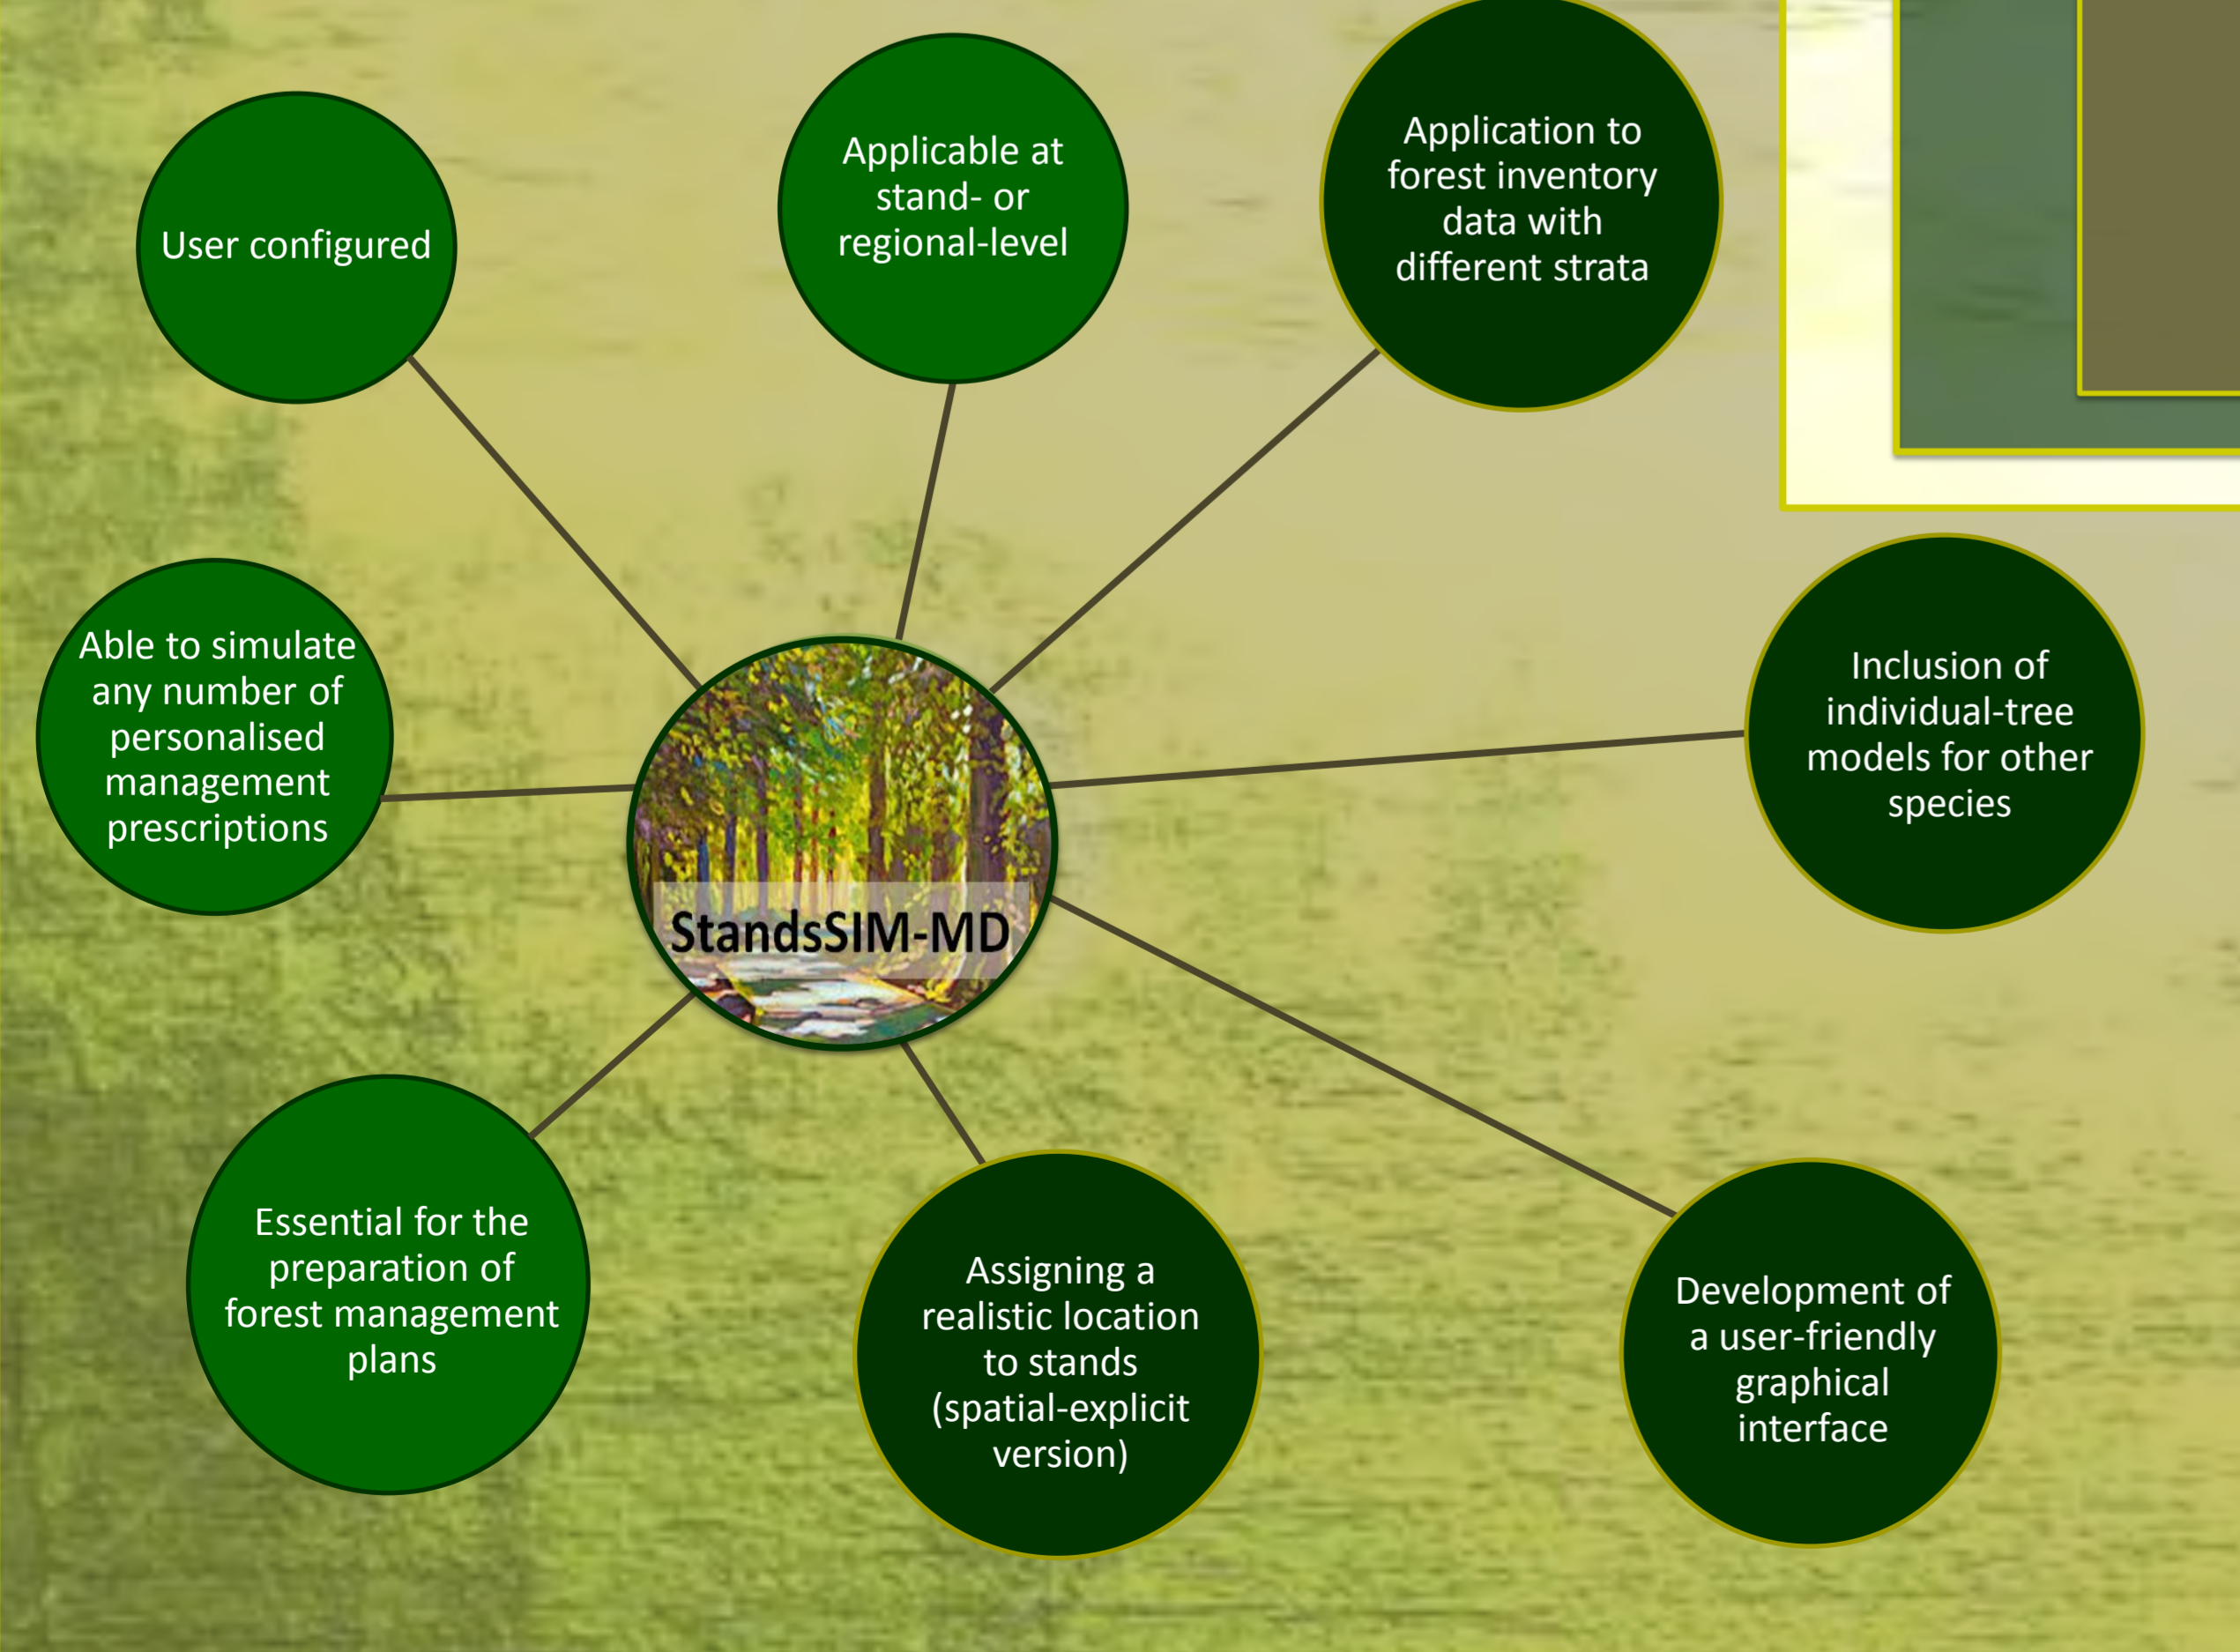 User configured
Applicable at
stand- or
regional-level
Application to
forest inventory
data with
different strata
Able to simulate
any number of
personalised
management
prescriptions
Inclusion of
individual-tree
models for other
species
StandsSIM-MD
Essential for the
preparation of
forest management
plans
Assigning a
realistic location
to stands
(spatial-explicit
version)
Development of
a user-friendly
graphical
interface